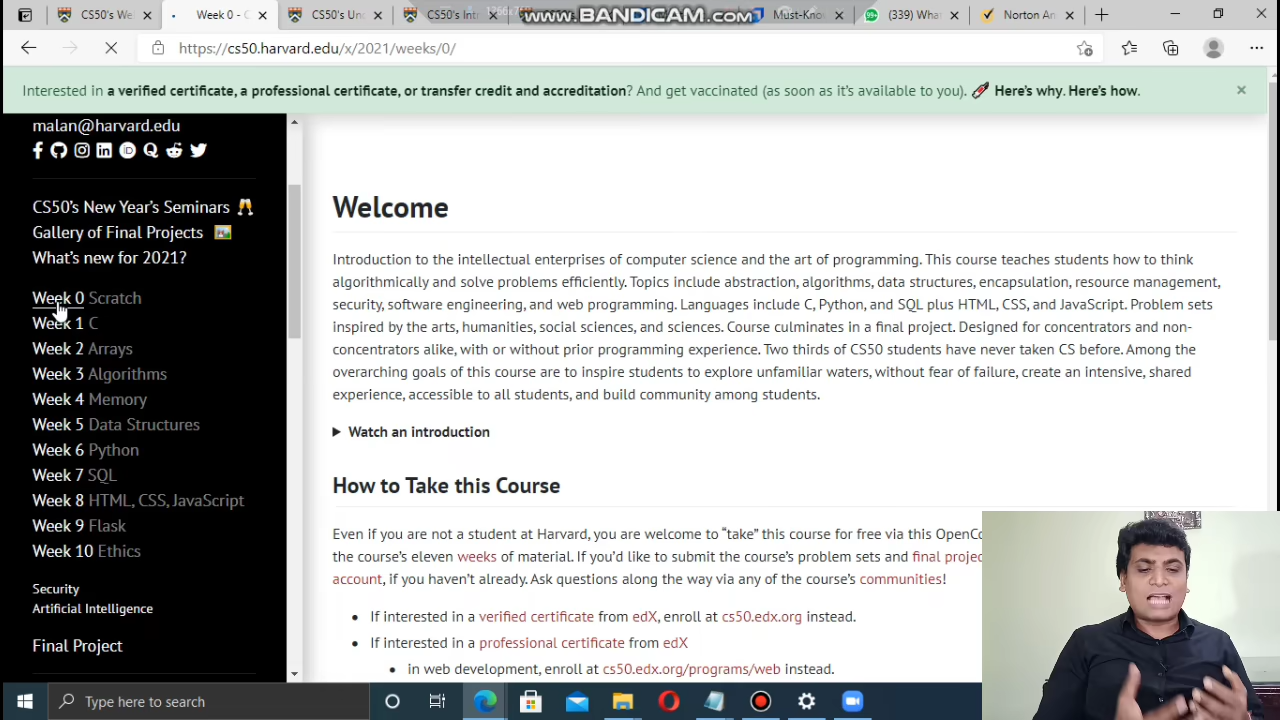 CS50's We
Week 0 - C
CS50's Un
CS50's Int
www.BANDICAM.com
Must-Kno
(339) Wha
Norton An
https://cs50.harvard.edu/x/2021/weeks/0/
Interested in a verified certificate, a professional certificate, or transfer credit and accreditation? And get vaccinated (as soon as it's available to you). Here's why. Here's how.
malan@harvard.edu
CS50's New Year's Seminars
Gallery of Final Projects
What's new for 2021?
Week 0 Scratch
Week 1 C
Week 2 Arrays
Week 3 Algorithms
Week 4 Memory
Week 5 Data Structures
Week 6 Python
Week 7 SQL
Week 8 HTML, CSS, JavaScript
Week 9 Flask
Week 10 Ethics
Security
Artificial Intelligence
Final Project
Welcome
Introduction to the intellectual enterprises of computer science and the art of programming. This course teaches students how to think
algorithmically and solve problems efficiently. Topics include abstraction, algorithms, data structures, encapsulation, resource management,
security, software engineering, and web programming. Languages include C, Python, and SQL plus HTML, CSS, and JavaScript. Problem sets
inspired by the arts, humanities, social sciences, and sciences. Course culminates in a final project. Designed for concentrators and non-
concentrators alike, with or without prior programming experience. Two thirds of CS50 students have never taken CS before. Among the
overarching goals of this course are to inspire students to explore unfamiliar waters, without fear of failure, create an intensive, shared
experience, accessible to all students, and build community among students.
Watch an introduction
How to Take this Course
Even if you are not a student at Harvard, you are welcome to "take" this course for free via this OpenCo
the course's eleven weeks of material. If you'd like to submit the course's problem sets and final projec
account, if you haven't already. Ask questions along the way via any of the course's communities!
If interested in a verified certificate from edX, enroll at cs50.edx.org instead.
If interested in a professional certificate from edX
in web development, enroll at cs50.edx.org/programs/web instead.
Type here to search